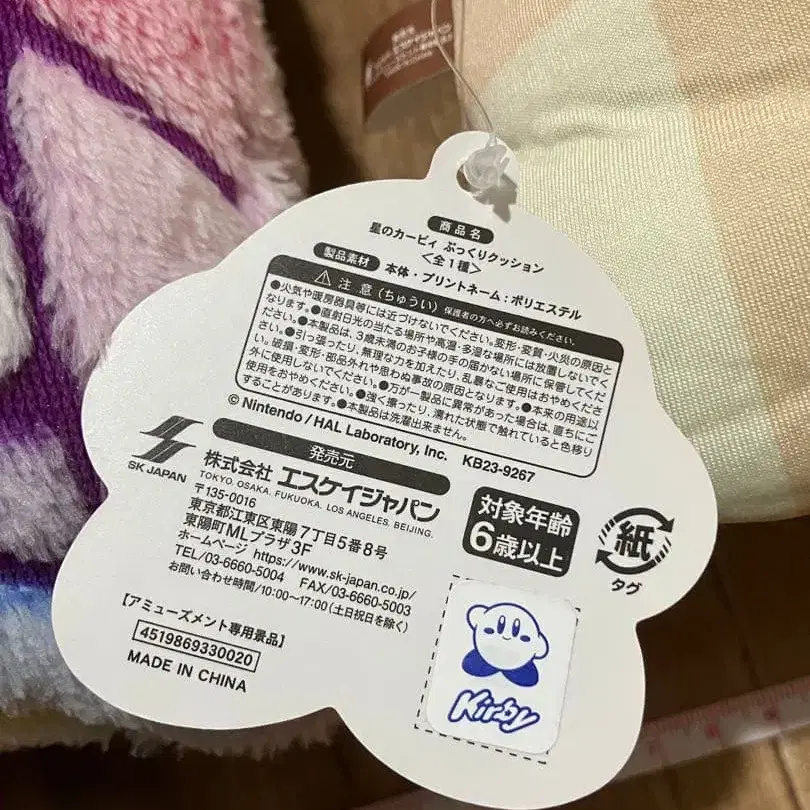 商品名
星のカービィ ぷっくりクッション
<全1種>
製品素材 本体・プリントネーム：ポリエステル
注意（ちゅうい）保護者の方へ必ずお読みください。
●火気や暖房器具等には近づけないでください。変形・変質・火災の原因と
なります。●直射日光の当たる場所や高温・多湿な場所には放置しないでく
ださい。●本製品は、3歳未満のお子様の手の届かない場所に保管してくだ
さい。●引っ張ったり、無理な力を加えたり、乱暴なご使用はおやめくださ
い。破損・変形・部品外れや思わぬ事故の原因となります。●本来の用途以
外に使用しないでください。●万が一製品に異常があった場合は、直ちにご
使用をおやめください。●強く擦ったり、濡れた状態で触れていると色移り
することがあります。●本製品は洗濯出来ません。
© Nintendo / HAL Laboratory, Inc. KB23-9267
SK JAPAN
発売元
株式会社 エスケイジャパン
TOKYO. OSAKA. FUKUOKA. LOS ANGELES. BEIJING.
〒135-0016
東京都江東区東陽7丁目5番8号
東陽町MLプラザ3F
ホームページ https://www.sk-japan.co.jp/
TEL/03-6660-5004 FAX/03-6660-5003
お問い合わせ時間/10:00～17:00(土日祝日を除く)
対象年齢
6歳以上
紙
タグ
【アミューズメント専用景品】
4519869330020
MADE IN CHINA
Kirby